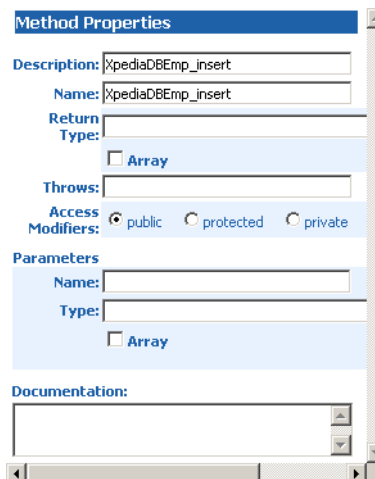 Method Properties
Description: XpediaDBEmp_insert
Name: XpediaDBEmp_insert
Return
Type:
Array
Throws:
Access
Modifiers: public protected private
Parameters
Name:
Type:
Array
Documentation: